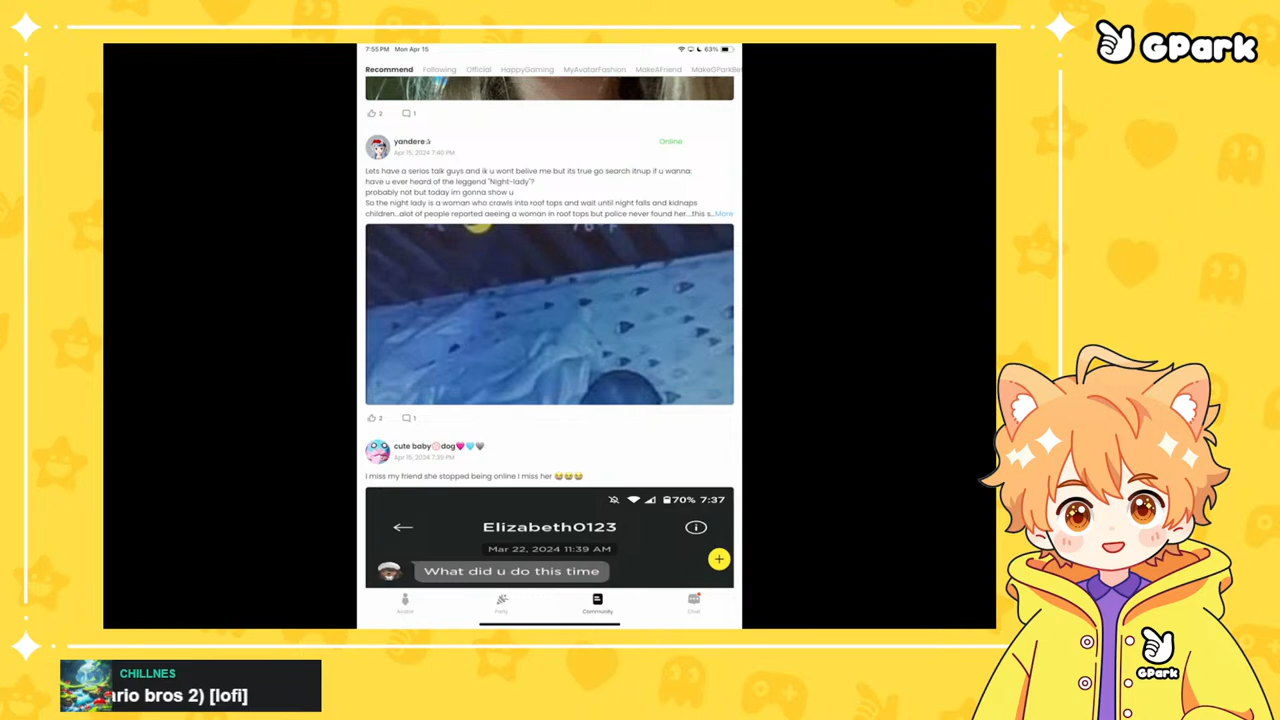 GPark
7:55 PM Mon Apr 15
63%
Recommend Following Official HappyGaming MyAvatarFashion MakeAFriend MakeGParkBet
2 1
yandere
Online
Apr 15, 2024 7:40 PM
Lets have a serios talk guys and ik u wont belive me but its true go search itnup if u wanna:
have u ever heard of the leggend "Night-lady"?
probably not but today im gonna show u
So the night lady is a woman who crawls into roof tops and wait until night falls and kidnaps
children...alot of people reported aeeing a woman in roof tops but police never found her....this s...More
2 1
cute baby💮dog💗🩵🩶
Apr 15, 2024 7:39 PM
I miss my friend she stopped being online I miss her 😭😭😭
70% 7:37
Elizabeth0123
Mar 22, 2024 11:39 AM
What did u do this time
Avatar Party Community Chat
CHILLNES
ario bros 2) [lofi]
GPark